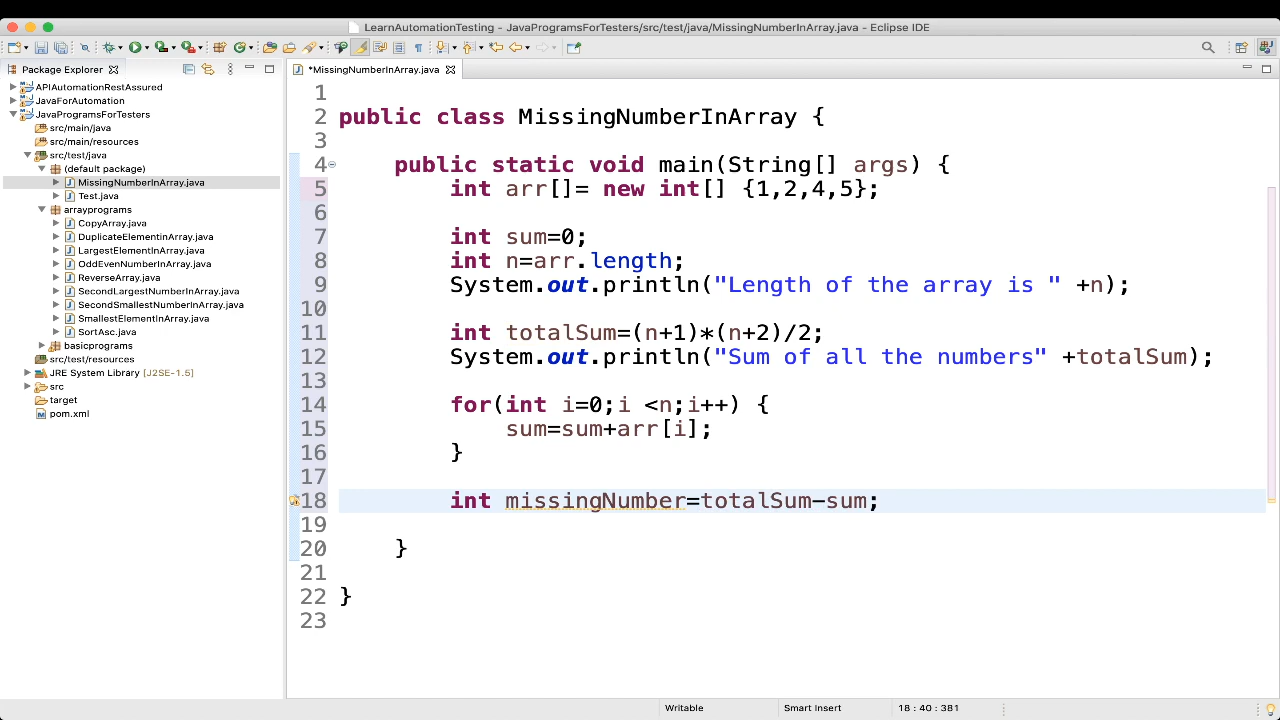 LearnAutomationTesting - JavaProgramsForTesters/src/test/java/MissingNumberInArray.java - Eclipse IDE
Package Explorer
*MissingNumberInArray.java
APIAutomationRestAssured
JavaForAutomation
JavaProgramsForTesters
src/main/java
src/main/resources
src/test/java
(default package)
MissingNumberInArray.java
Test.java
arrayprograms
CopyArray.java
DuplicateElementinArray.java
LargestElementInArray.java
OddEvenNumberInArray.java
ReverseArray.java
SecondLargestNumberInArray.java
SecondSmallestNumberInArray.java
SmallestElementInArray.java
SortAsc.java
basicprograms
src/test/resources
JRE System Library [J2SE-1.5]
src
target
pom.xml
1
2 public class MissingNumberInArray {
3
4 public static void main(String[] args) {
5 int arr[]= new int[] {1,2,4,5};
6
7 int sum=0;
8 int n=arr.length;
9 System.out.println("Length of the array is " +n);
10
11 int totalSum=(n+1)*(n+2)/2;
12 System.out.println("Sum of all the numbers" +totalSum);
13
14 for(int i=0;i <n;i++) {
15 sum=sum+arr[i];
16 }
17
18 int missingNumber=totalSum-sum;
19
20 }
21
22 }
23
Writable
Smart Insert
18 : 40 : 381